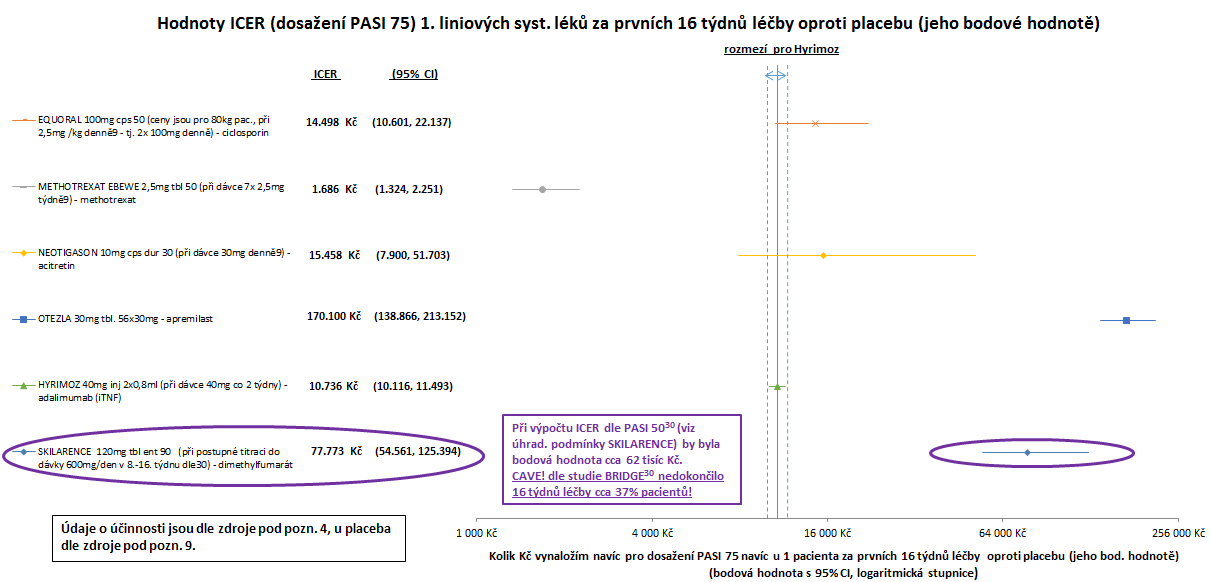 Hodnoty ICER (dosažení PASI 75) 1. liniových syst. léků za prvních 16 týdnů léčby oproti placebu (jeho bodové hodnotě)
rozmezí pro Hyrimoz
ICER (95% CI)
EQUORAL 100mg cps 50 (ceny jsou pro 80kg pac., při
2,5mg /kg denně9 - tj. 2x 100mg denně) - ciclosporin
14.498 Kč (10.601, 22.137)
METHOTREXAT EBEWE 2,5mg tbl 50 (při dávce 7x 2,5mg
týdně9) - methotrexat
1.686 Kč (1.324, 2.251)
NEOTIGASON 10mg cps dur 30 (při dávce 30mg denně9) -
acitretin
15.458 Kč (7.900, 51.703)
OTEZLA 30mg tbl. 56x30mg - apremilast
170.100 Kč (138.866, 213.152)
HYRIMOZ 40mg inj 2x0,8ml (při dávce 40mg co 2 týdny) -
adalimumab (iTNF)
10.736 Kč (10.116, 11.493)
SKILARENCE 120mg tbl ent 90 (při postupné titraci do
dávky 600mg/den v 8.-16. týdnu dle30) - dimethylfumarát
77.773 Kč (54.561, 125.394)
Při výpočtu ICER dle PASI 50³⁰ (viz
úhrad. podmínky SKILARENCE) by byla
bodová hodnota cca 62 tisíc Kč.
CAVE! dle studie BRIDGE³⁰ nedokončilo
16 týdnů léčby cca 37% pacientů!
Údaje o účinnosti jsou dle zdroje pod pozn. 4, u placeba
dle zdroje pod pozn. 9.
1 000 Kč 4 000 Kč 16 000 Kč 64 000 Kč 256 000 Kč
Kolik Kč vynaložím navíc pro dosažení PASI 75 navíc u 1 pacienta za prvních 16 týdnů léčby oproti placebu (jeho bod. hodnotě)
(bodová hodnota s 95% CI, logaritmická stupnice)